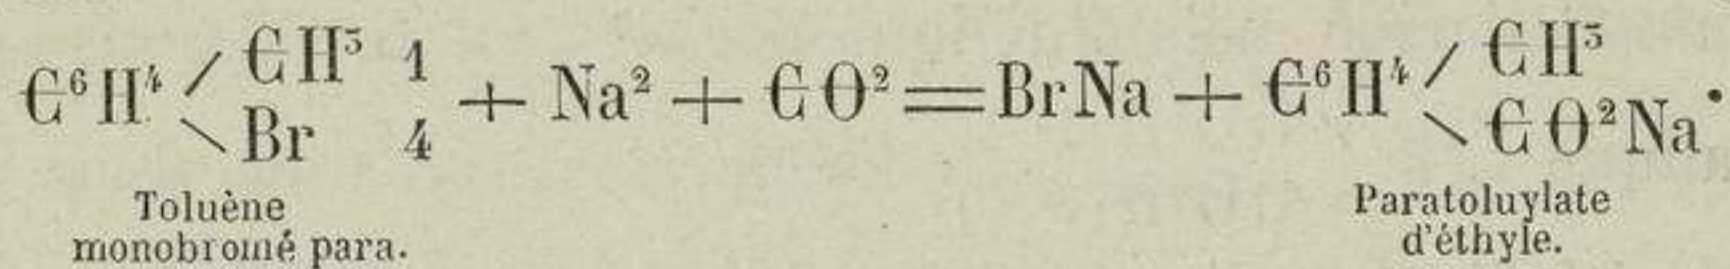 C⁶H⁴ / CH³ 1 \ Br 4 + Na² + CO² = BrNa + C⁶H⁴ / CH³ \ CO²Na.
Toluène
monobromé para.
Paratoluylate
d'éthyle.